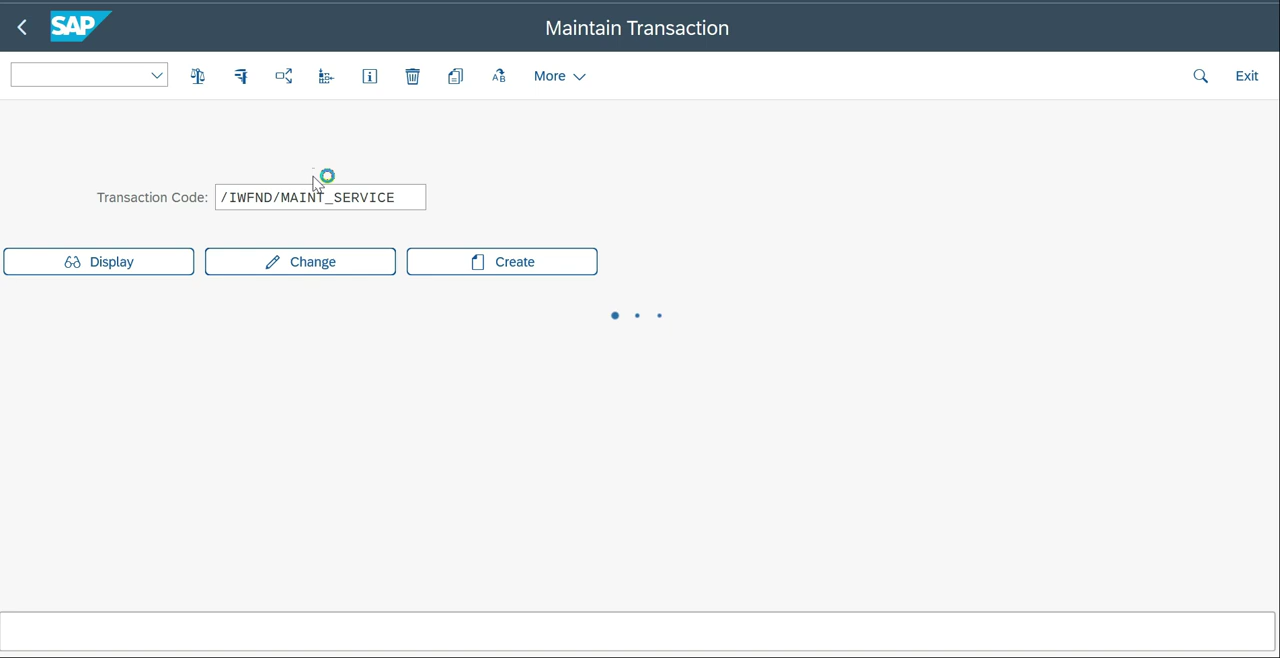 SAP
Maintain Transaction
More
Exit
Transaction Code: /IWFND/MAINT_SERVICE
Display
Change
Create